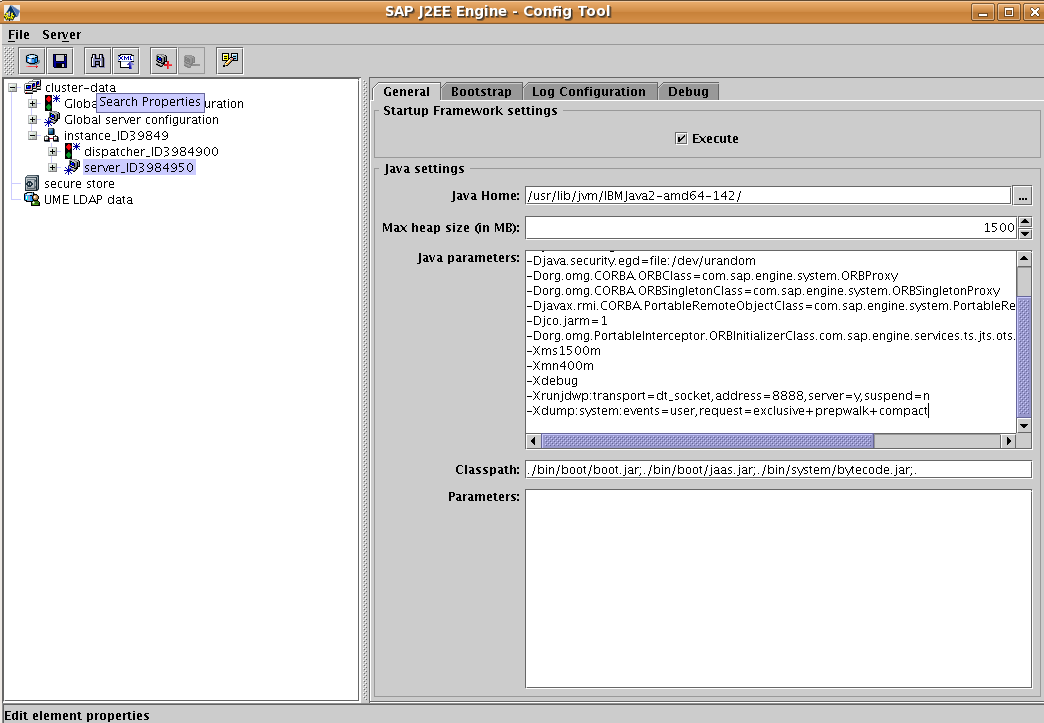 SAP J2EE Engine - Config Tool
File Server
cluster-data
Search Properties
Globa
uration
Global server configuration
instance_ID39849
dispatcher_ID3984900
server_ID3984950
secure store
UME LDAP data
General Bootstrap Log Configuration Debug
Startup Framework settings
Execute
Java settings
Java Home: /usr/lib/jvm/IBMJava2-amd64-142/ ...
Max heap size (in MB): 1500
Java parameters:
-Djava.security.egd=file:/dev/urandom
-Dorg.omg.CORBA.ORBClass=com.sap.engine.system.ORBProxy
-Dorg.omg.CORBA.ORBSingletonClass=com.sap.engine.system.ORBSingletonProxy
-Djavax.rmi.CORBA.PortableRemoteObjectClass=com.sap.engine.system.PortableRe
-Djco.jarm=1
-Dorg.omg.PortableInterceptor.ORBInitializerClass.com.sap.engine.services.ts.jts.ots.
-Xms1500m
-Xmn400m
-Xdebug
-Xrunjdwp:transport=dt_socket,address=8888,server=y,suspend=n
-Xdump:system:events=user,request=exclusive+prepwalk+compact
Classpath: ./bin/boot/boot.jar;./bin/boot/jaas.jar;./bin/system/bytecode.jar;.
Parameters:
Edit element properties